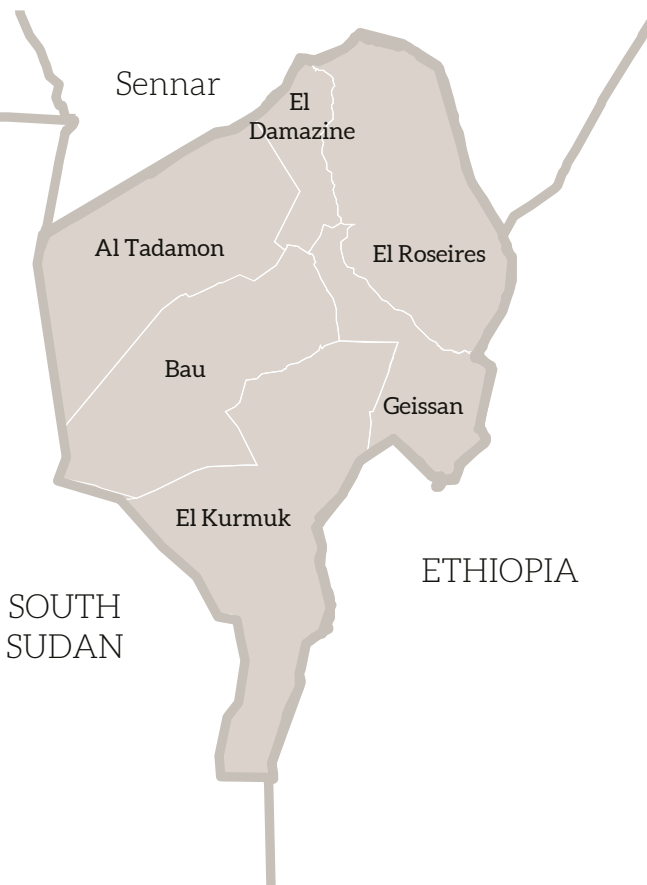 Sennar
El
Damazine
Al Tadamon
El Roseires
Bau
Geissan
El Kurmuk
ETHIOPIA
SOUTH
SUDAN